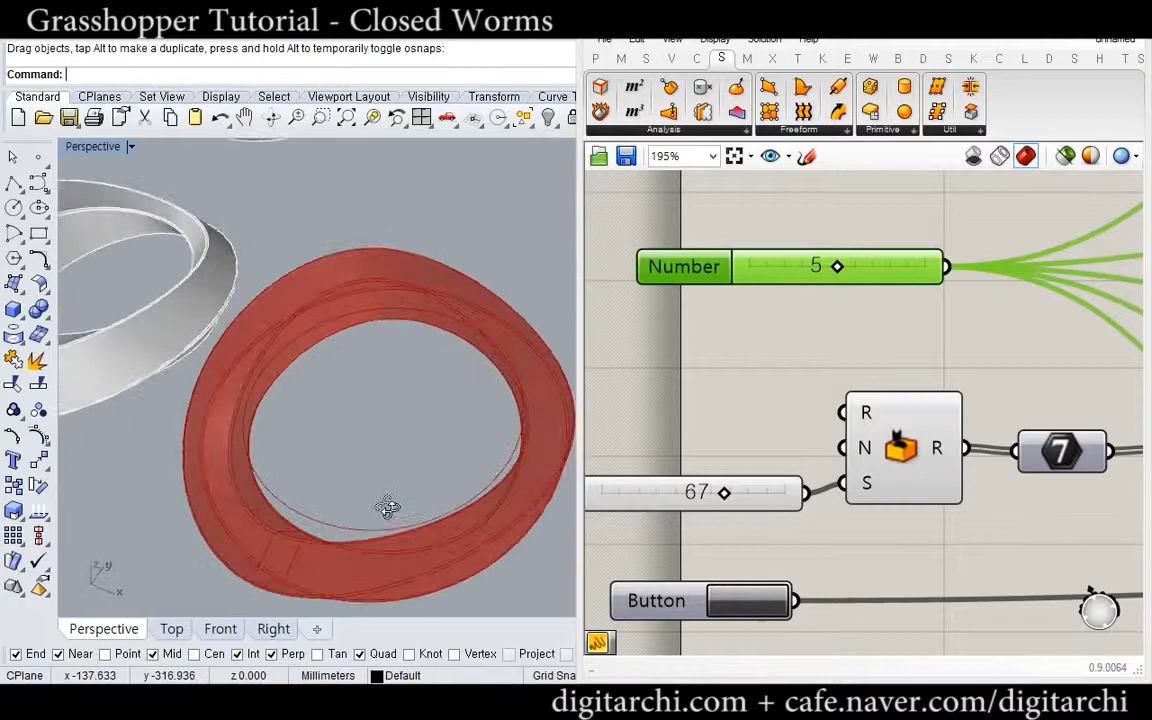 Grasshopper Tutorial - Closed Worms
Drag objects, tap Alt to make a duplicate, press and hold Alt to temporarily toggle osnaps:
Command:
Standard CPlanes Set View Display Select Viewport Layout Visibility Transform Curve T
Perspective
Perspective Top Front Right
End Near Point Mid Cen Int Perp Tan Quad Knot Vertex Project
CPlane x -137.633 y -316.936 z 0.000 Millimeters Default Grid Snap
P M S V C S M C T E D A W K F S K C L D S H T S
m²
m³
Analysis Freeform Primitive Util
195%
Number 5
R
N R
S
7
67
Button
0.9.0064
digitarchi.com + cafe.naver.com/digitarchi